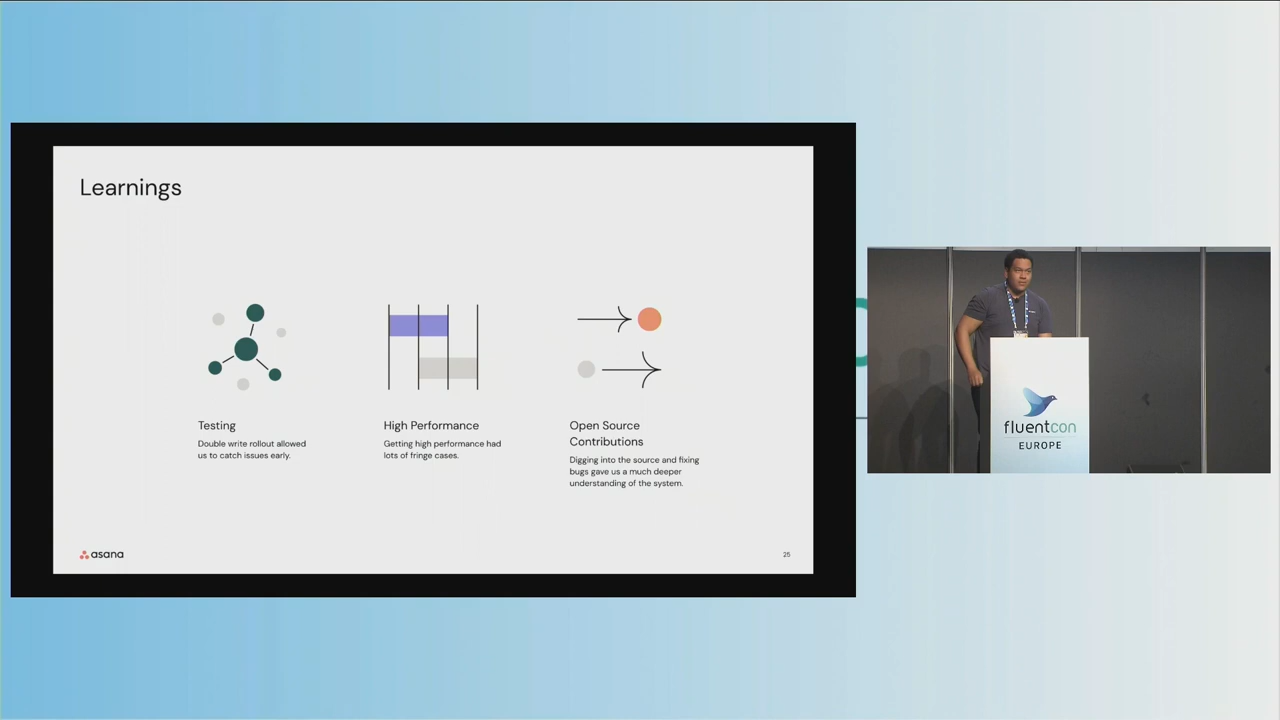 Learnings
Testing
Double write rollout allowed
us to catch issues early.
High Performance
Getting high performance had
lots of fringe cases.
Open Source
Contributions
Digging into the source and fixing
bugs gave us a much deeper
understanding of the system.
asana
25
fluentcon
EUROPE